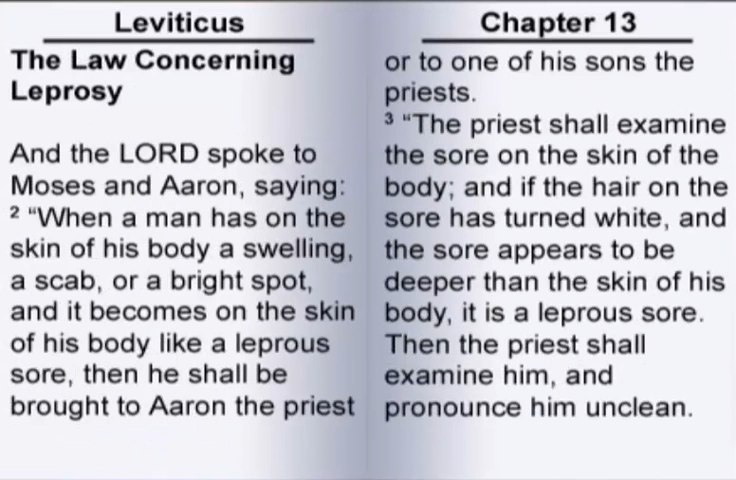 Leviticus
The Law Concerning
Leprosy
And the LORD spoke to
Moses and Aaron, saying:
² “When a man has on the
skin of his body a swelling,
a scab, or a bright spot,
and it becomes on the skin
of his body like a leprous
sore, then he shall be
brought to Aaron the priest
Chapter 13
or to one of his sons the
priests.
³ “The priest shall examine
the sore on the skin of the
body; and if the hair on the
sore has turned white, and
the sore appears to be
deeper than the skin of his
body, it is a leprous sore.
Then the priest shall
examine him, and
pronounce him unclean.